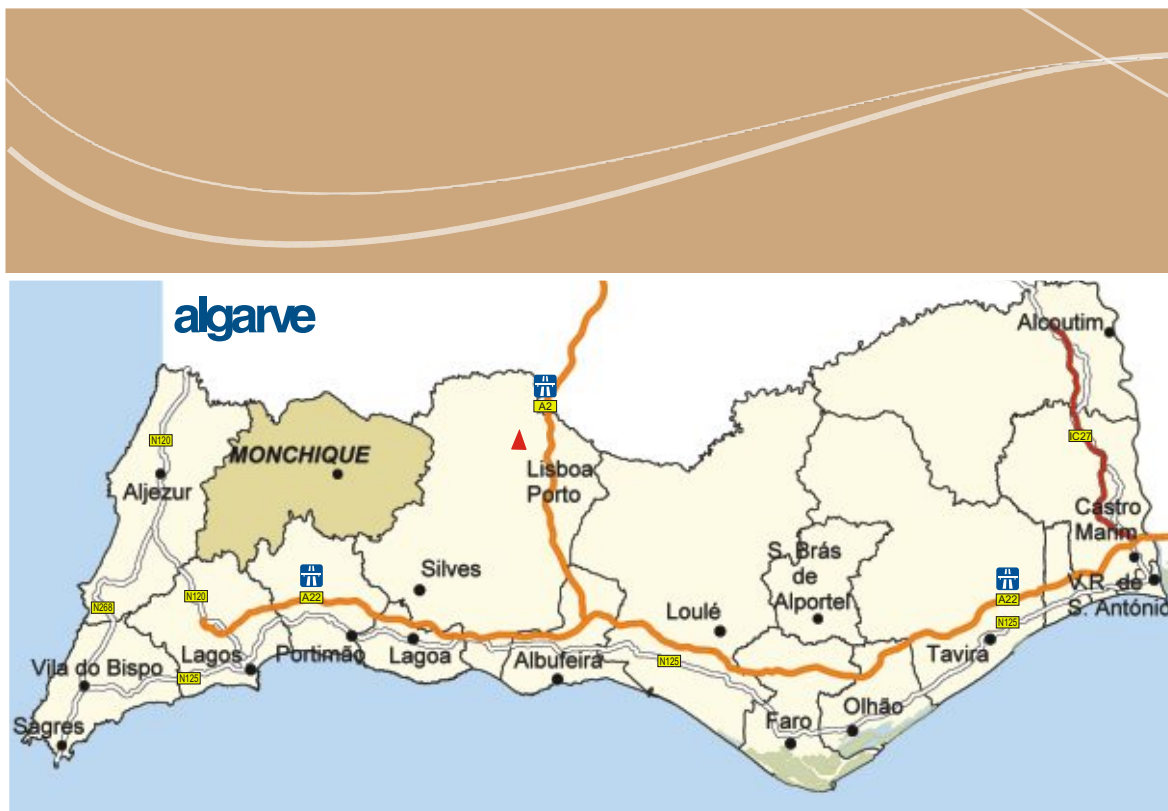 algarve
Alcoutim
A2
N120
IC27
MONCHIQUE
Lisboa
Porto
Aljezur
Castro
Marim
S. Brás
de
Alportel
Silves
A22
A22
V.R. de
S. António
N268
N120
Loulé
N125
Tavira
Lagos
Portimão
Lagoa
Albufeira
N125
Vila do Bispo
N125
Olhão
Faro
Sagres